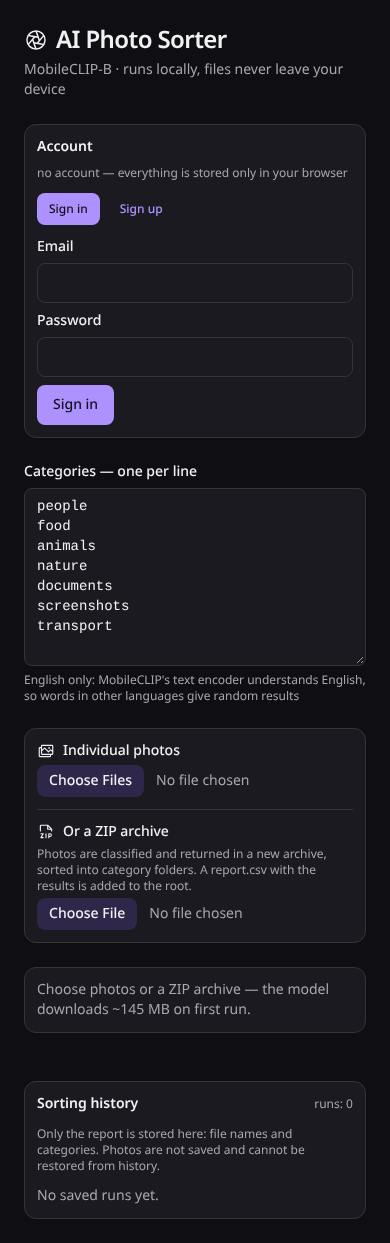 AI Photo Sorter
MobileCLIP-B · runs locally, files never leave your
device
Account
no account — everything is stored only in your browser
Sign in
Sign up
Email
Password
Sign in
Categories — one per line
people
food
animals
nature
documents
screenshots
transport
English only: MobileCLIP's text encoder understands English,
so words in other languages give random results
Individual photos
Choose Files No file chosen
ZIP Or a ZIP archive
Photos are classified and returned in a new archive,
sorted into category folders. A report.csv with the
results is added to the root.
Choose File No file chosen
Choose photos or a ZIP archive — the model
downloads ~145 MB on first run.
Sorting history runs: 0
Only the report is stored here: file names and
categories. Photos are not saved and cannot be
restored from history.
No saved runs yet.